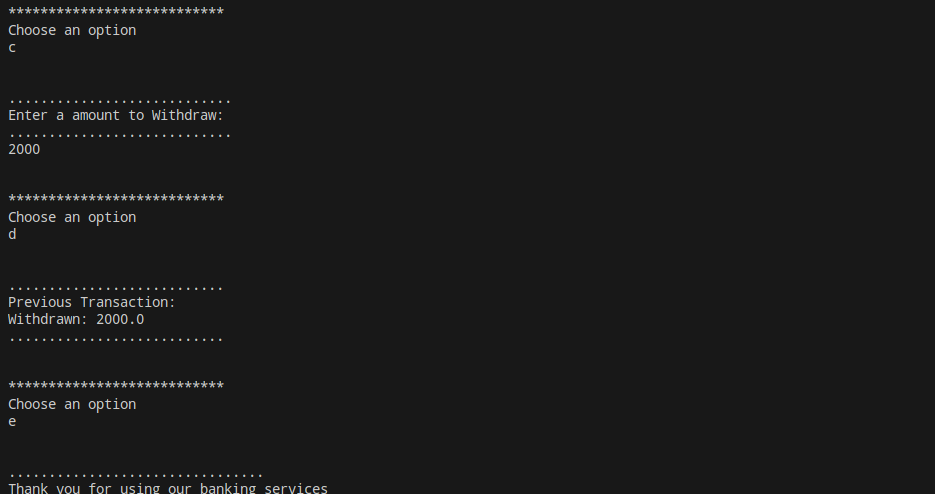 ***************************
Choose an option
c
............................
Enter a amount to Withdraw:
............................
2000
***************************
Choose an option
d
...........................
Previous Transaction:
Withdrawn: 2000.0
...........................
***************************
Choose an option
e
................................
Thank you for using our banking services